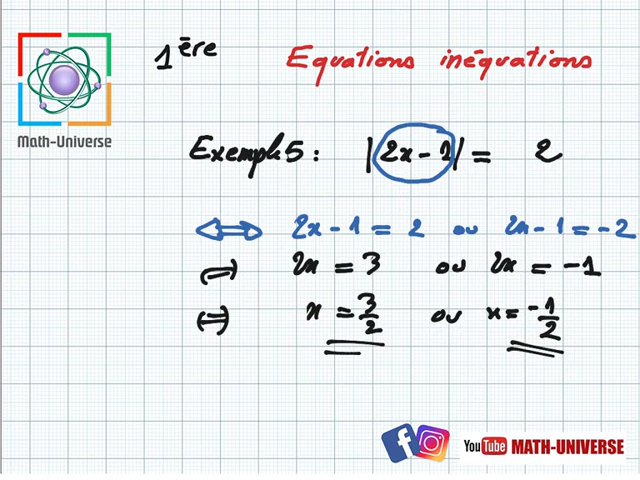 1ère Equations inéquations
Math-Universe
Exemple 5 : |2x - 1| = 2
⟺ 2x - 1 = 2 ou 2x - 1 = -2
⟺ 2x = 3 ou 2x = -1
⟺ x = 3/2 ou x = -1/2
YouTube MATH-UNIVERSE